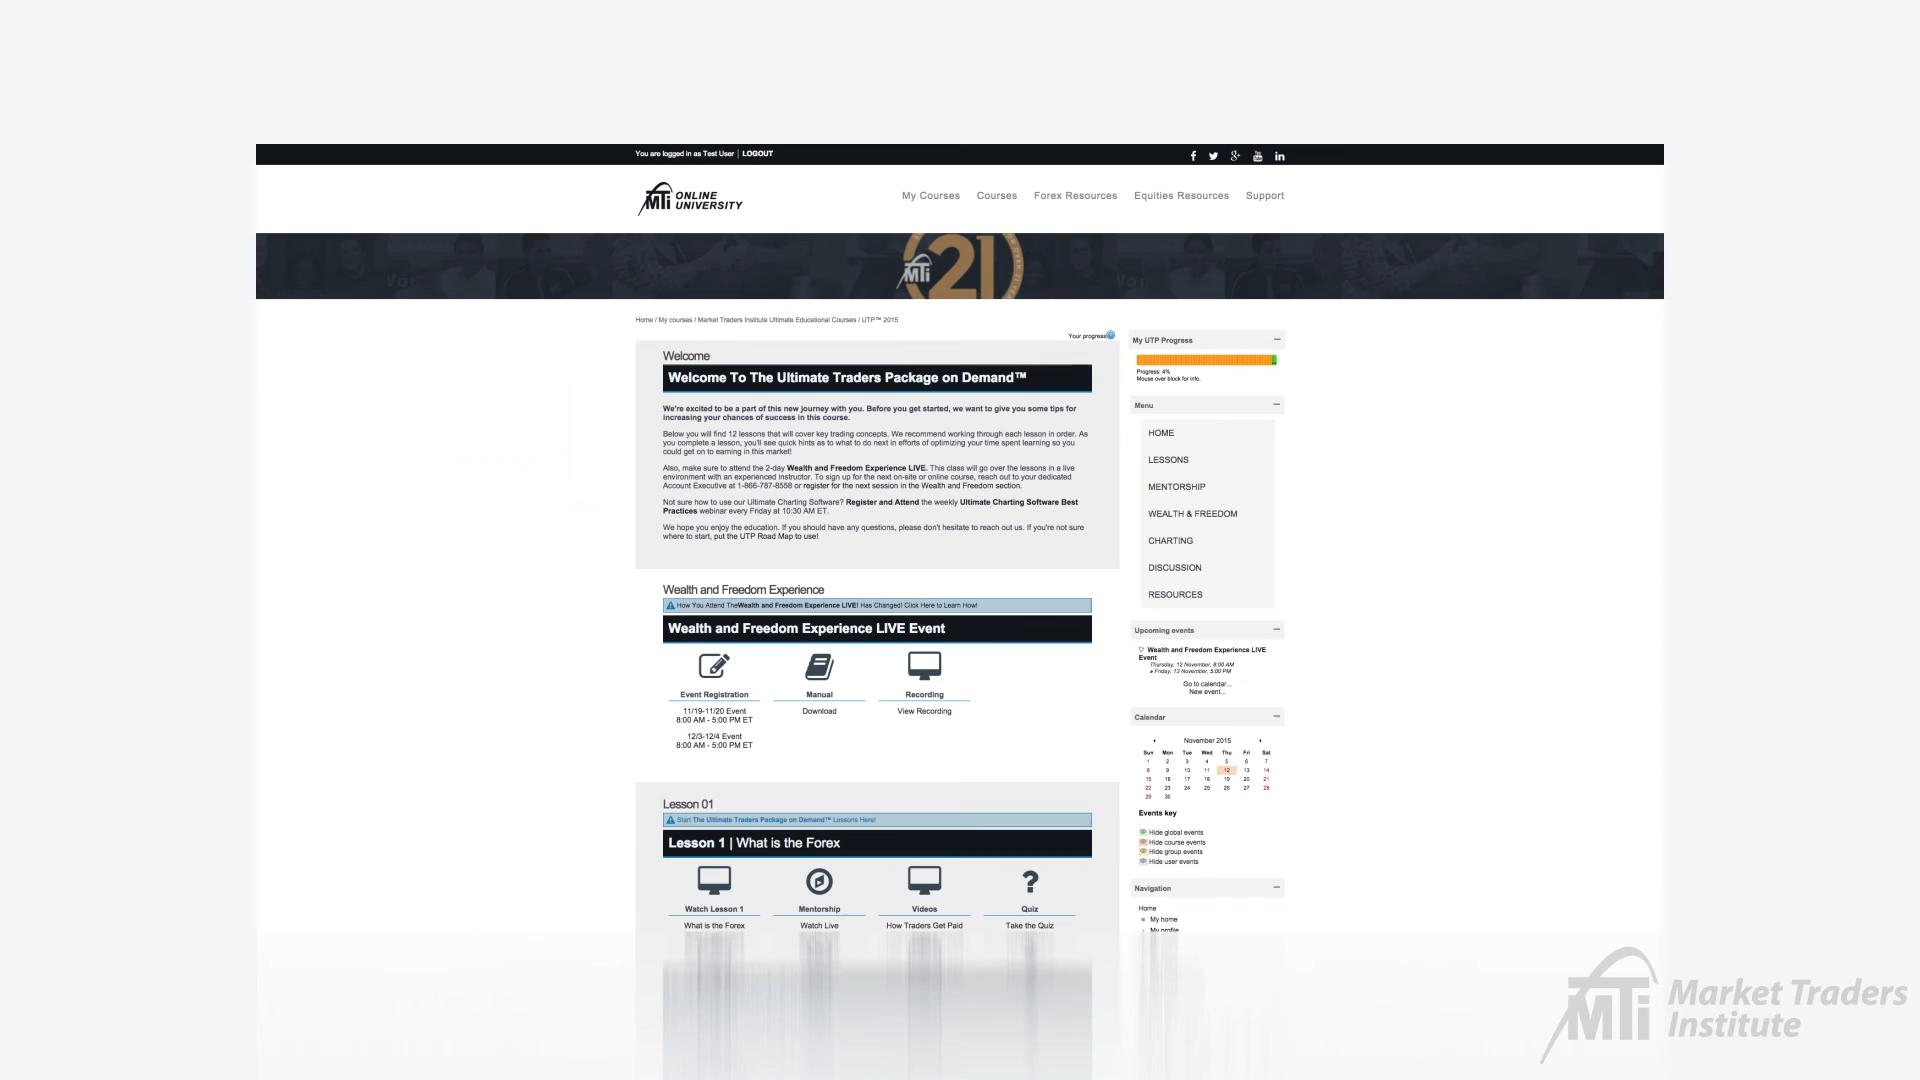 You are logged in as Test User | LOGOUT
MTi ONLINE UNIVERSITY
My Courses Courses Forex Resources Equities Resources Support
MTi 21
Home / My courses / Market Traders Institute Ultimate Educational Courses / UTP™ 2015
Your progress
Welcome
Welcome To The Ultimate Traders Package on Demand™
We're excited to be a part of this new journey with you. Before you get started, we want to give you some tips for
increasing your chances of success in this course.
Below you will find 12 lessons that will cover key trading concepts. We recommend working through each lesson in order. As
you complete a lesson, you'll see quick hints as to what to do next in efforts of optimizing your time spent learning so you
could get on to earning in this market!
Also, make sure to attend the 2-day Wealth and Freedom Experience LIVE. This class will go over the lessons in a live
environment with an experienced instructor. To sign up for the next on-site or online course, reach out to your dedicated
Account Executive at 1-866-787-8558 or register for the next session in the Wealth and Freedom section.
Not sure how to use our Ultimate Charting Software? Register and Attend the weekly Ultimate Charting Software Best
Practices webinar every Friday at 10:30 AM ET.
We hope you enjoy the education. If you should have any questions, please don't hesitate to reach out us. If you're not sure
where to start, put the UTP Road Map to use!
Wealth and Freedom Experience
How You Attend TheWealth and Freedom Experience LIVE! Has Changed! Click Here to Learn How!
Wealth and Freedom Experience LIVE Event
Event Registration Manual Recording
11/19-11/20 Event Download View Recording
8:00 AM - 5:00 PM ET
12/3-12/4 Event
8:00 AM - 5:00 PM ET
Lesson 01
Start The Ultimate Traders Package on Demand™ Lessons Here!
Lesson 1 | What is the Forex
Watch Lesson 1 Mentorship Videos Quiz
What is the Forex Watch Live How Traders Get Paid Take the Quiz
My UTP Progress
Progress: 4%
Mouse over block for info.
Menu
HOME
LESSONS
MENTORSHIP
WEALTH & FREEDOM
CHARTING
DISCUSSION
RESOURCES
Upcoming events
Wealth and Freedom Experience LIVE
Event
Thursday, 12 November, 8:00 AM
» Friday, 13 November, 5:00 PM
Go to calendar...
New event...
Calendar
November 2015
Sun Mon Tue Wed Thu Fri Sat
1 2 3 4 5 6 7
8 9 10 11 12 13 14
15 16 17 18 19 20 21
22 23 24 25 26 27 28
29 30
Events key
Hide global events
Hide course events
Hide group events
Hide user events
Navigation
Home
My home
My profile
MTi Market Traders
Institute